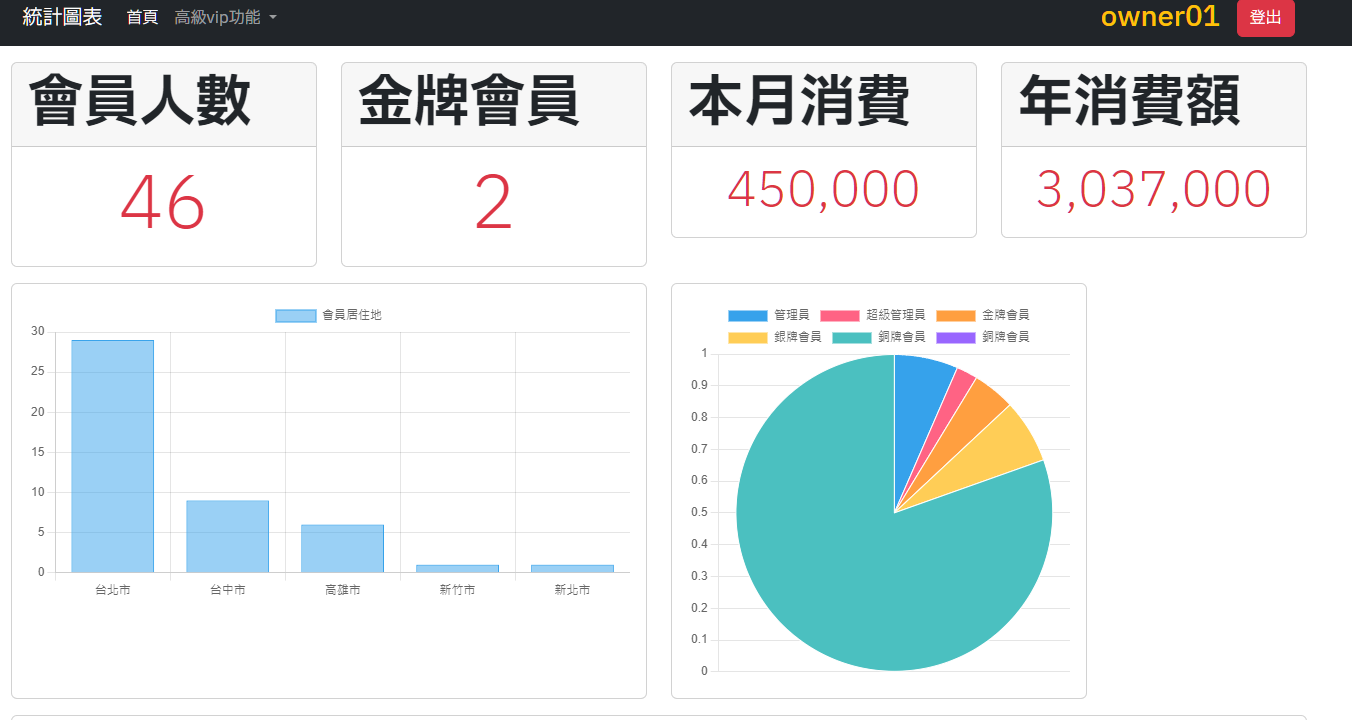 統計圖表 首頁 高級vip功能 owner01 登出
會員人數 金牌會員 本月消費 年消費額
46 2 450,000 3,037,000
會員居住地
30
25
20
15
10
5
0
台北市 台中市 高雄市 新竹市 新北市
管理員 超級管理員 金牌會員
銀牌會員 銅牌會員 銅牌會員
1
0.9
0.8
0.7
0.6
0.5
0.4
0.3
0.2
0.1
0